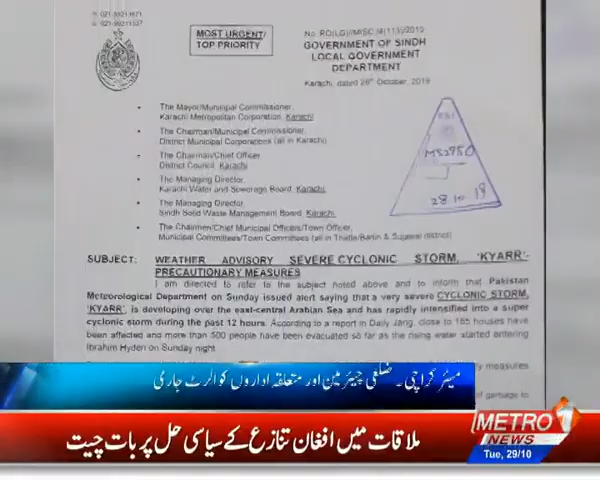 021-99211527
MOST URGENT/
TOP PRIORITY
GOVERNMENT OF SINDH
LOCAL GOVERNMENT
DEPARTMENT
Karachi, dated 28th October, 2019
The Mayor/Municipal Commissioner,
Karachi Metropolitan Corporation, Karachi
The Chairman/Municipal Commissioner,
District Municipal Corporations (all in Karachi)
The Chairman/Chief Officer
District Council, Karachi
The Managing Director,
Karachi Water and Sewerage Board, Karachi.
The Managing Director,
Sindh Solid Waste Management Board, Karachi.
The Chairman/Chief Municipal Officers/Town Officer,
Municipal Committees/Town Committees (all in Thatta/Badin & Sujawal district)
MS2750
28 10 19
SUBJECT: WEATHER ADVISORY SEVERE CYCLONIC STORM, 'KYARR'-
PRECAUTIONARY MEASURES
I am directed to refer to the subject noted above and to inform that Pakistan
Meteorological Department on Sunday issued alert saying that a very severe CYCLONIC STORM,
'KYARR', is developing over the east-central Arabian Sea and has rapidly intensified into a super
cyclonic storm during the past 12 hours. According to a report in Daily Jang, close to 165 houses have
been affected and more than 500 people have been evacuated so far as the rising water started entering
Ibrahim Hyderi on Sunday night
measures
of garbage to
میئر کراچی۔ ضلعی چیئرمین اور متعلقہ اداروں کو الرٹ جاری
ملاقات میں افغان تنازع کے سیاسی حل پر بات چیت
METRO 1
NEWS
Tue, 29/10